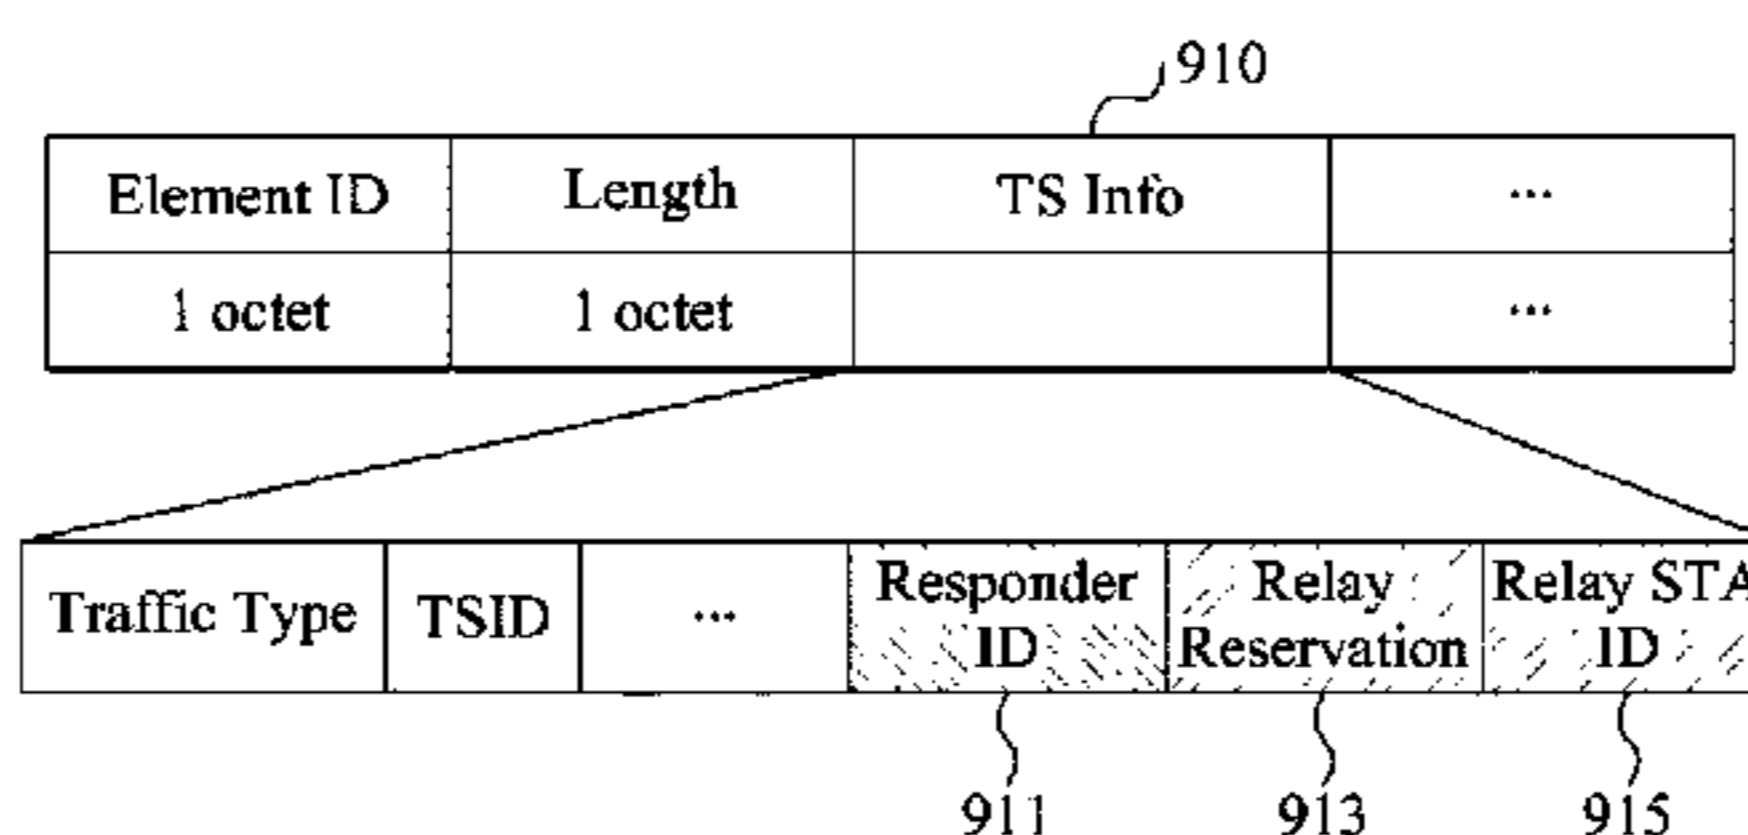 910
Element ID Length TS Info ...
1 octet 1 octet ...
Traffic Type TSID ... Responder ID Relay Reservation Relay STA ID
911 913 915